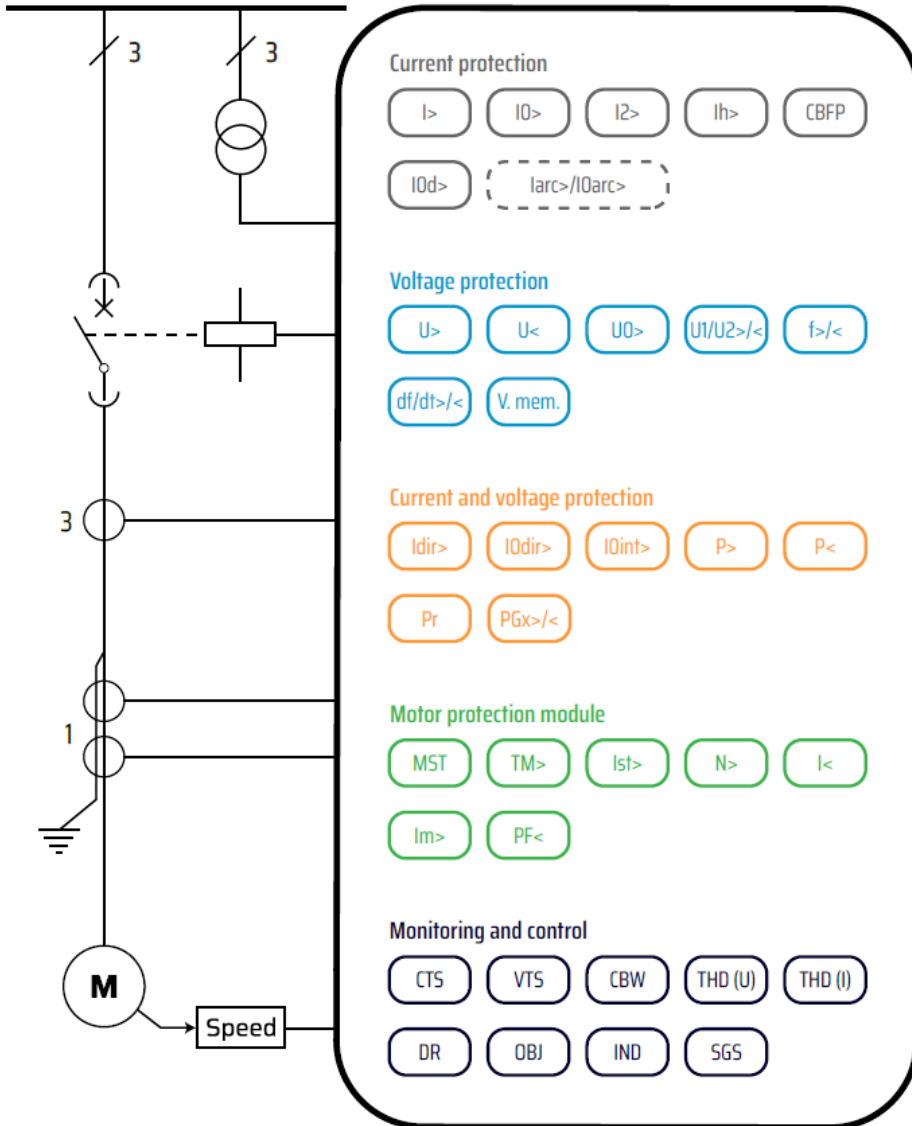 3 3
Current protection
I> I0> I2> Ih> CBFP
I0d> Iarc>/I0arc>
Voltage protection
U> U< U0> U1/U2>/< f>/<
df/dt>/< V. mem.
3
Current and voltage protection
Idir> I0dir> I0int> P> P<
Pr PGx>/<
1
Motor protection module
MST TM> Ist> N> I<
Im> PF<
M
Speed
Monitoring and control
CTS VTS CBW THD (U) THD (I)
DR OBJ IND SGS